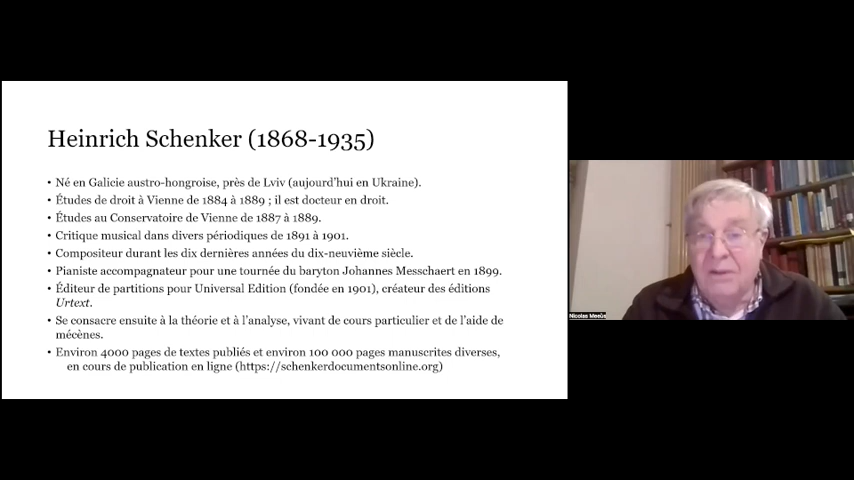 Heinrich Schenker (1868-1935)
• Né en Galicie austro-hongroise, près de Lviv (aujourd'hui en Ukraine).
• Études de droit à Vienne de 1884 à 1889 ; il est docteur en droit.
• Études au Conservatoire de Vienne de 1887 à 1889.
• Critique musical dans divers périodiques de 1891 à 1901.
• Compositeur durant les dix dernières années du dix-neuvième siècle.
• Pianiste accompagnateur pour une tournée du baryton Johannes Messchaert en 1899.
• Éditeur de partitions pour Universal Edition (fondée en 1901), créateur des éditions
Urtext.
• Se consacre ensuite à la théorie et à l'analyse, vivant de cours particulier et de l'aide de
mécènes.
• Environ 4000 pages de textes publiés et environ 100 000 pages manuscrites diverses,
en cours de publication en ligne (https://schenkerdocumentsonline.org)
Nicolas Meeùs